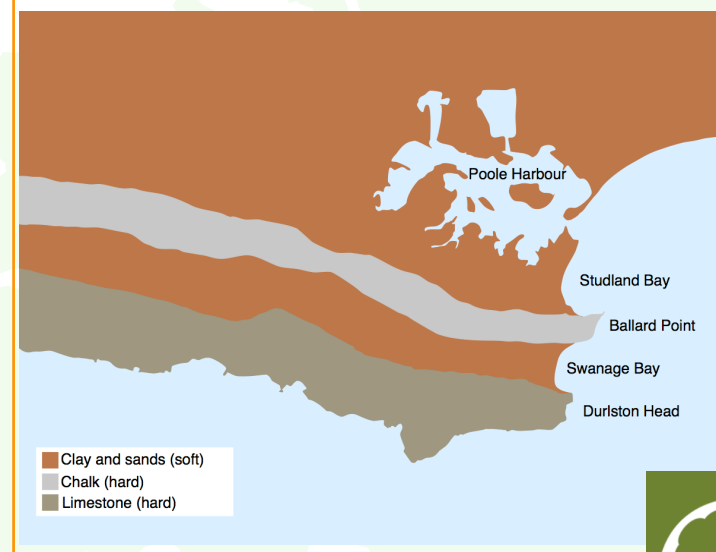 Poole Harbour
Studland Bay
Ballard Point
Swanage Bay
Durlston Head
Clay and sands (soft)
Chalk (hard)
Limestone (hard)